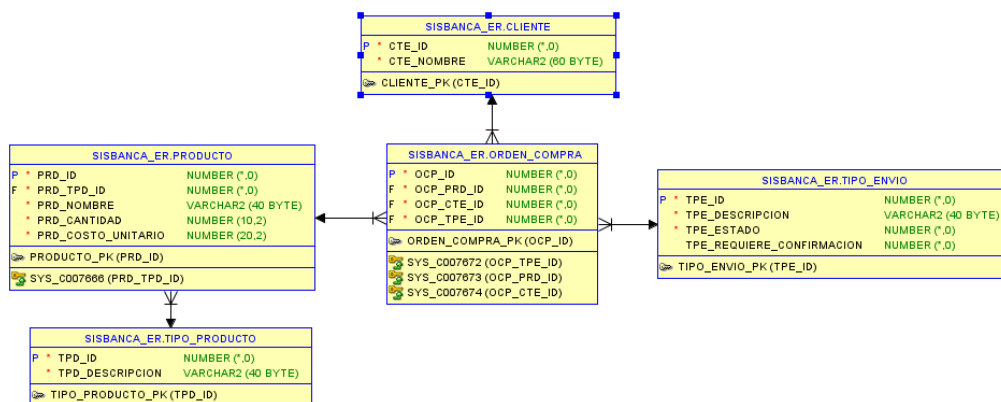 SISBANCA_ER.CLIENTE
P * CTE_ID NUMBER (*,0)
* CTE_NOMBRE VARCHAR2 (60 BYTE)
CLIENTE_PK (CTE_ID)
SISBANCA_ER.PRODUCTO
P * PRD_ID NUMBER (*,0)
F * PRD_TPD_ID NUMBER (*,0)
* PRD_NOMBRE VARCHAR2 (40 BYTE)
* PRD_CANTIDAD NUMBER (10,2)
* PRD_COSTO_UNITARIO NUMBER (20,2)
PRODUCTO_PK (PRD_ID)
SYS_C007666 (PRD_TPD_ID)
SISBANCA_ER.ORDEN_COMPRA
P * OCP_ID NUMBER (*,0)
F * OCP_PRD_ID NUMBER (*,0)
F * OCP_CTE_ID NUMBER (*,0)
F * OCP_TPE_ID NUMBER (*,0)
ORDEN_COMPRA_PK (OCP_ID)
SYS_C007672 (OCP_TPE_ID)
SYS_C007673 (OCP_PRD_ID)
SYS_C007674 (OCP_CTE_ID)
SISBANCA_ER.TIPO_ENVIO
P * TPE_ID NUMBER (*,0)
* TPE_DESCRIPCION VARCHAR2 (40 BYTE)
* TPE_ESTADO NUMBER (*,0)
TPE_REQUIERE_CONFIRMACION NUMBER (*,0)
TIPO_ENVIO_PK (TPE_ID)
SISBANCA_ER.TIPO_PRODUCTO
P * TPD_ID NUMBER (*,0)
* TPD_DESCRIPCION VARCHAR2 (40 BYTE)
TIPO_PRODUCTO_PK (TPD_ID)